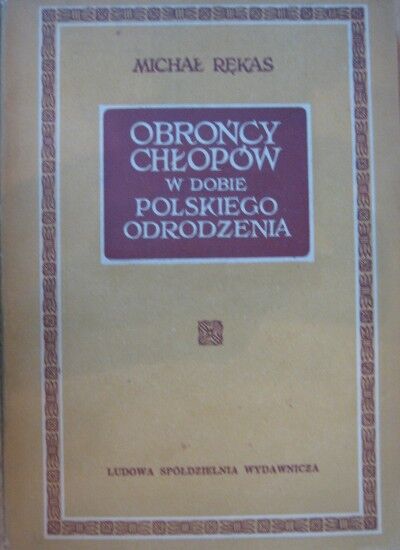 MICHAŁ RĘKAS
OBROŃCY
CHŁOPÓW
W DOBIE
POLSKIEGO
ODRODZENIA
LUDOWA SPÓŁDZIELNIA WYDAWNICZA